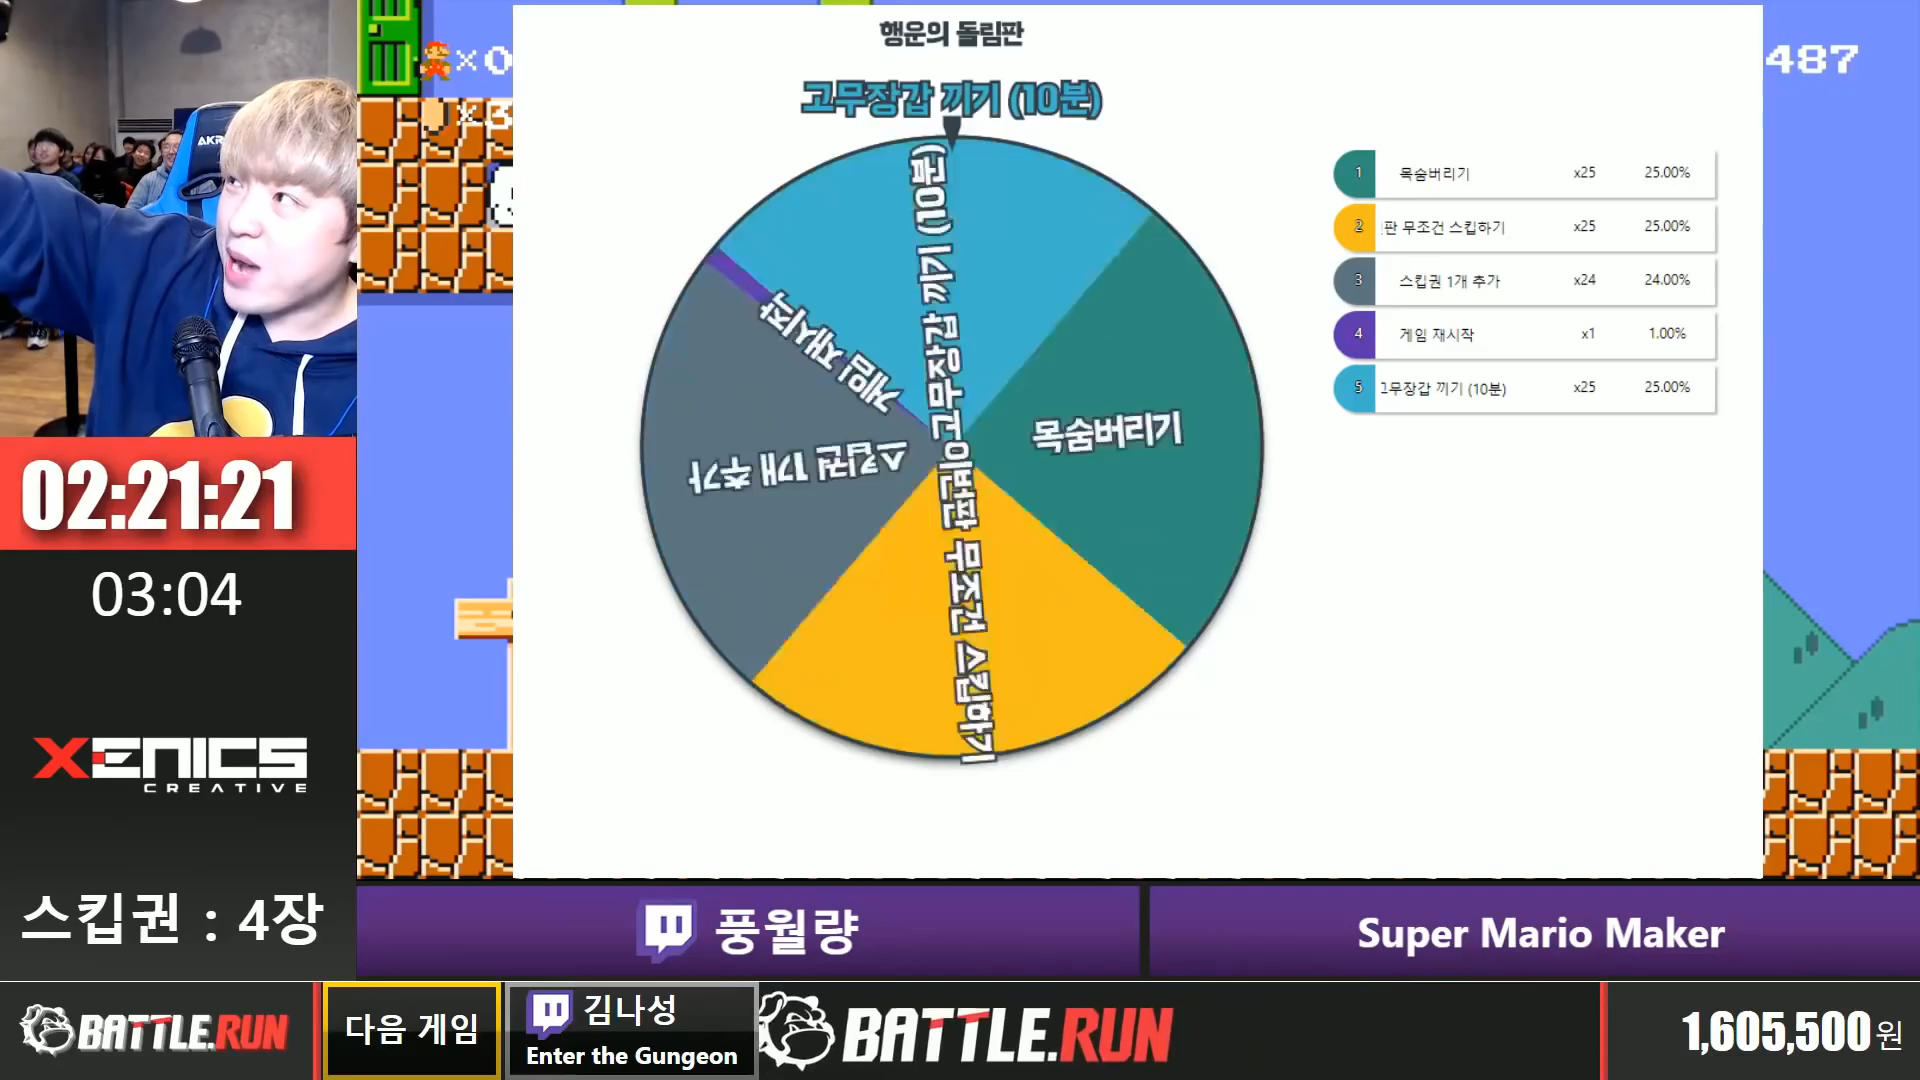 AKR
×0
×3
487
행운의 돌림판
고무장갑 끼기 (10분)
고무장갑 끼기 (10분)
목숨버리기
이번판 무조건 스킵하기
스킵권 1개 추가
게임 재시작
1 목숨버리기 x25 25.00%
2 판 무조건 스킵하기 x25 25.00%
3 스킵권 1개 추가 x24 24.00%
4 게임 재시작 x1 1.00%
5 고무장갑 끼기 (10분) x25 25.00%
02:21:21
03:04
XENICS
CREATIVE
스킵권 : 4장
풍월량
Super Mario Maker
BATTLE.RUN
다음 게임
김나성
Enter the Gungeon
BATTLE.RUN
1,605,500원